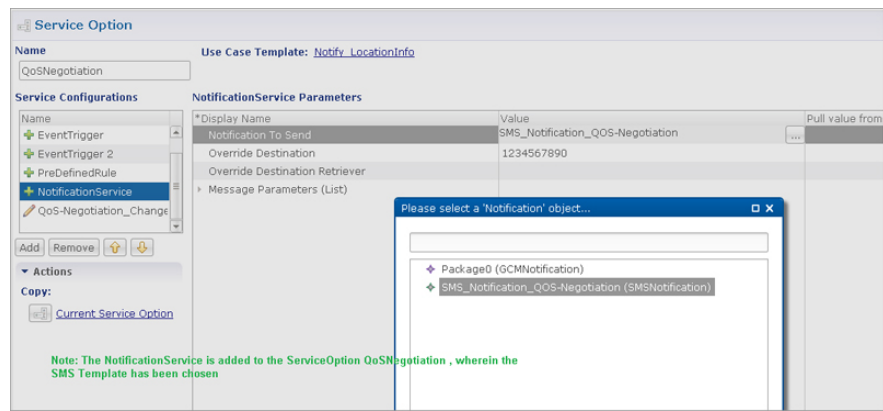 Service Option
Name
Use Case Template: Notify_LocationInfo
QoSNegotiation
Service Configurations
NotificationService Parameters
Name
*Display Name
Value
Pull value from
EventTrigger
Notification To Send
SMS_Notification_QOS-Negotiation
...
EventTrigger 2
Override Destination
1234567890
PreDefinedRule
Override Destination Retriever
NotificationService
Message Parameters (List)
QoS-Negotiation_Change
Please select a 'Notification' object...
Add
Remove
Package0 (GCMNotification)
Actions
SMS_Notification_QOS-Negotiation (SMSNotification)
Copy:
Current Service Option
Note: The NotificationService is added to the ServiceOption QoSNegotiation , wherein the
SMS Template has been chosen